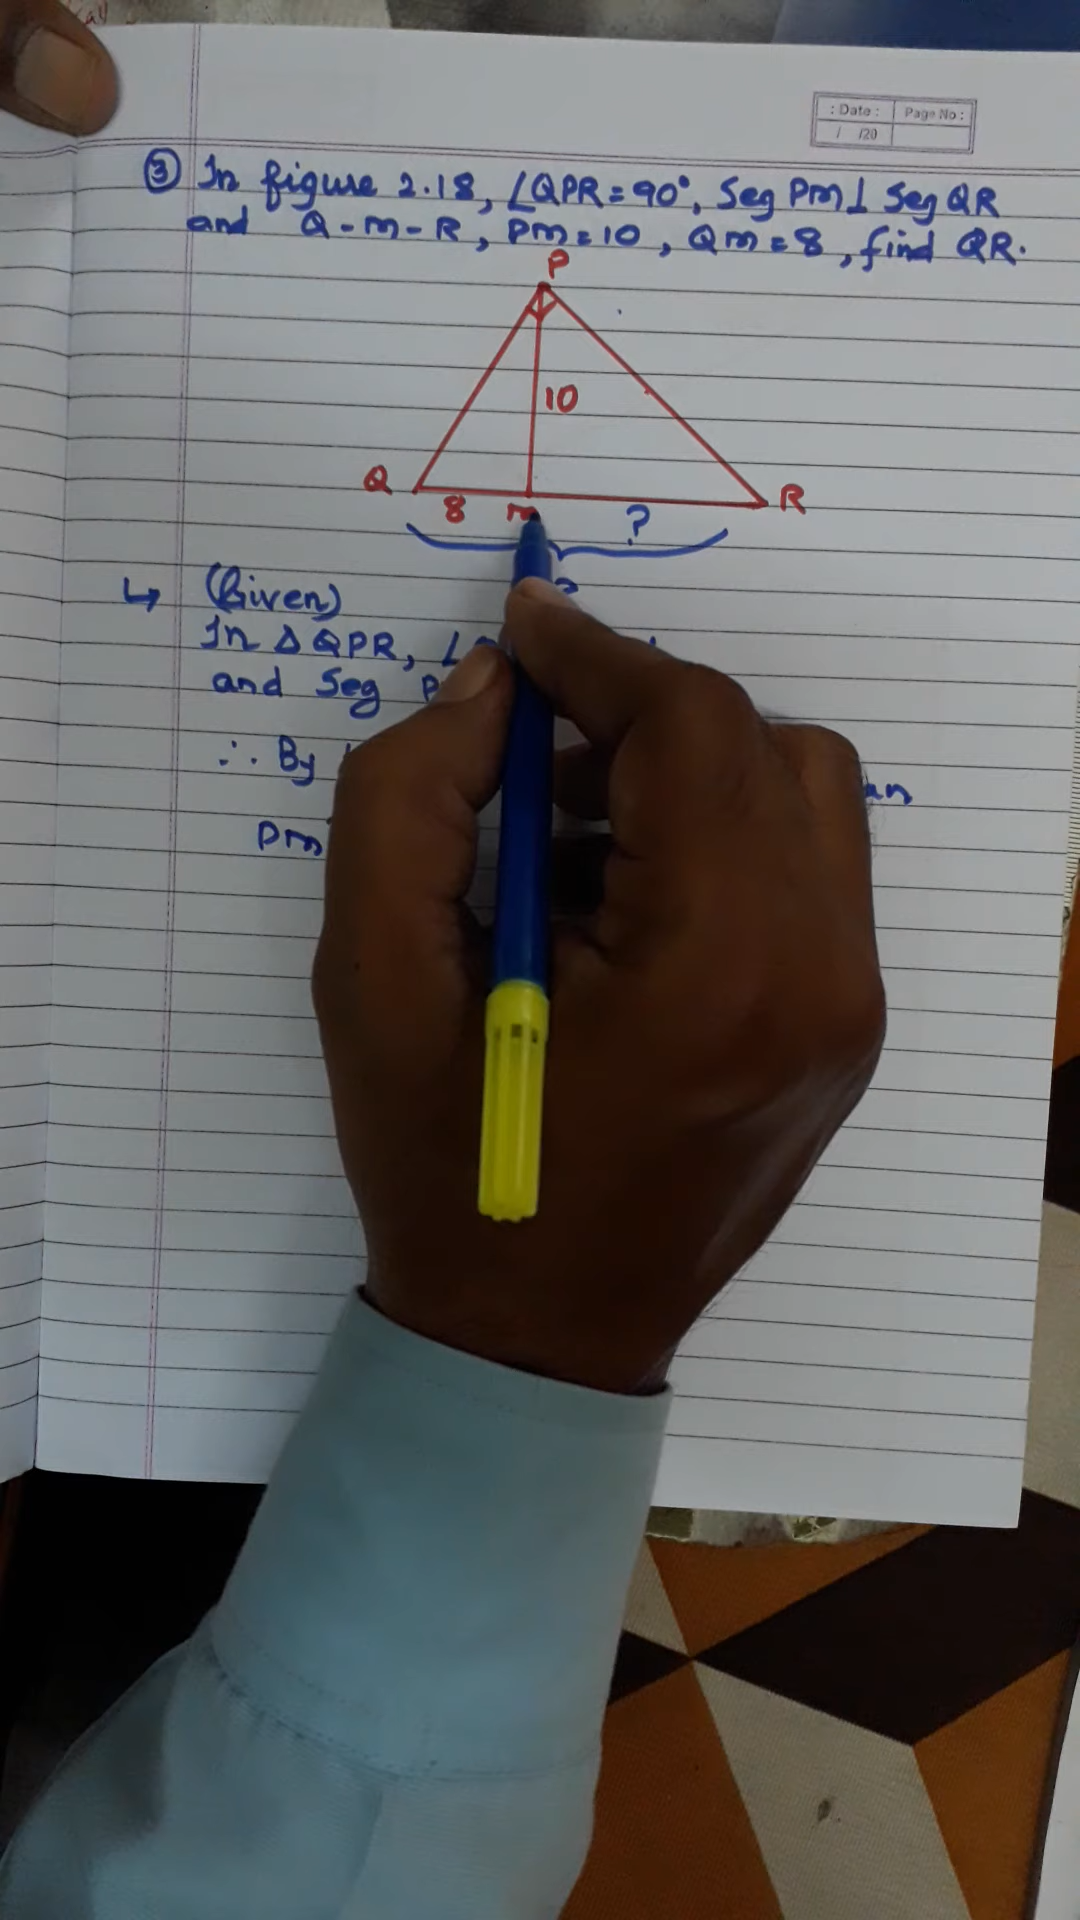 : Date :
Page No :
/ /20
③ In figure 2.18, ∠QPR = 90°, Seg Pm ⊥ Seg QR
and Q-m-R, Pm = 10, Qm = 8, find QR.
P
10
Q
8
m
?
R
↳ (Given)
In △QPR, ∠
and Seg P
∴ By
Pm